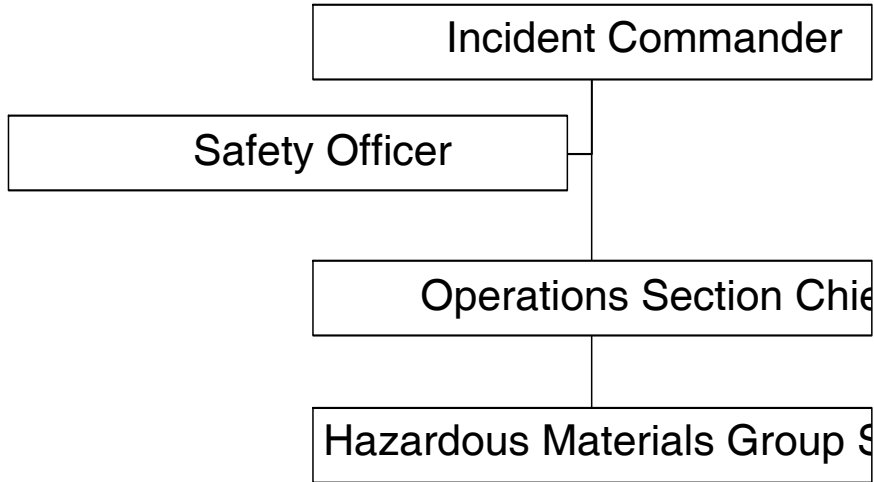 Incident Commander
Safety Officer
Operations Section Chie
Hazardous Materials Group S